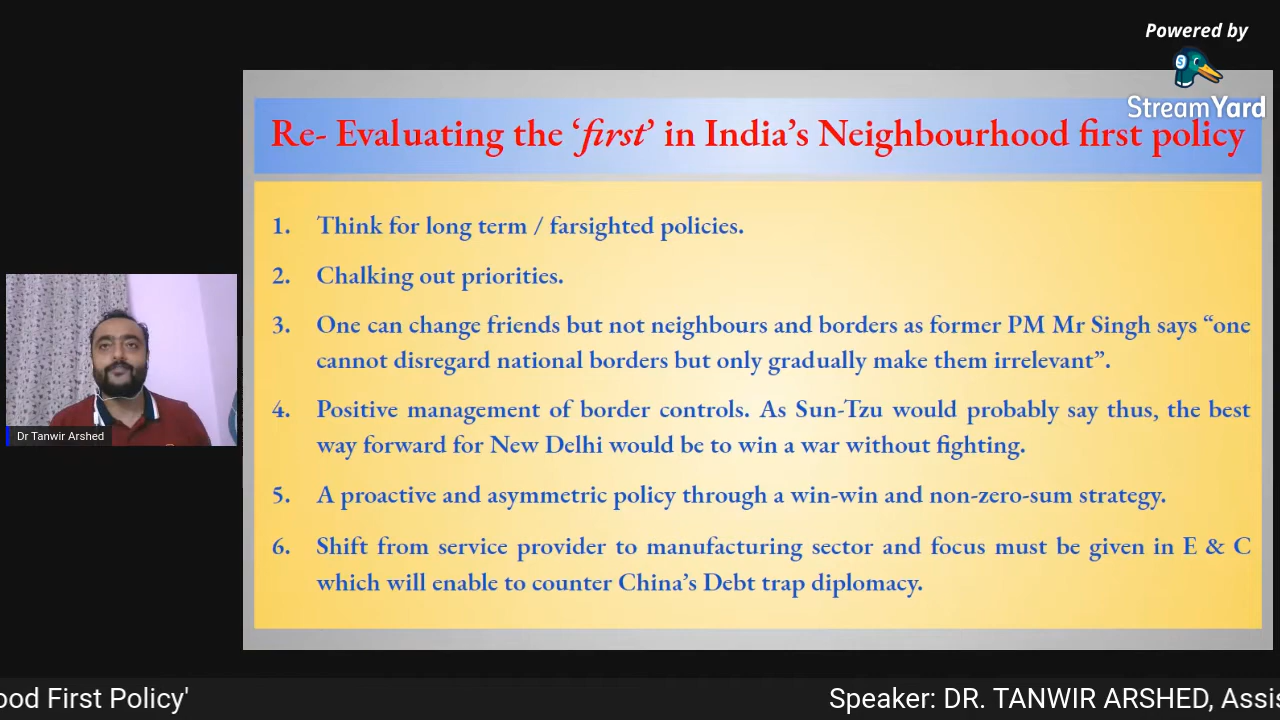 Powered by
StreamYard
Re- Evaluating the ‘first’ in India’s Neighbourhood first policy
1. Think for long term / farsighted policies.
2. Chalking out priorities.
3. One can change friends but not neighbours and borders as former PM Mr Singh says “one
cannot disregard national borders but only gradually make them irrelevant”.
4. Positive management of border controls. As Sun-Tzu would probably say thus, the best
way forward for New Delhi would be to win a war without fighting.
5. A proactive and asymmetric policy through a win-win and non-zero-sum strategy.
6. Shift from service provider to manufacturing sector and focus must be given in E & C
which will enable to counter China’s Debt trap diplomacy.
Dr Tanwir Arshed
ood First Policy' Speaker: DR. TANWIR ARSHED, Assis